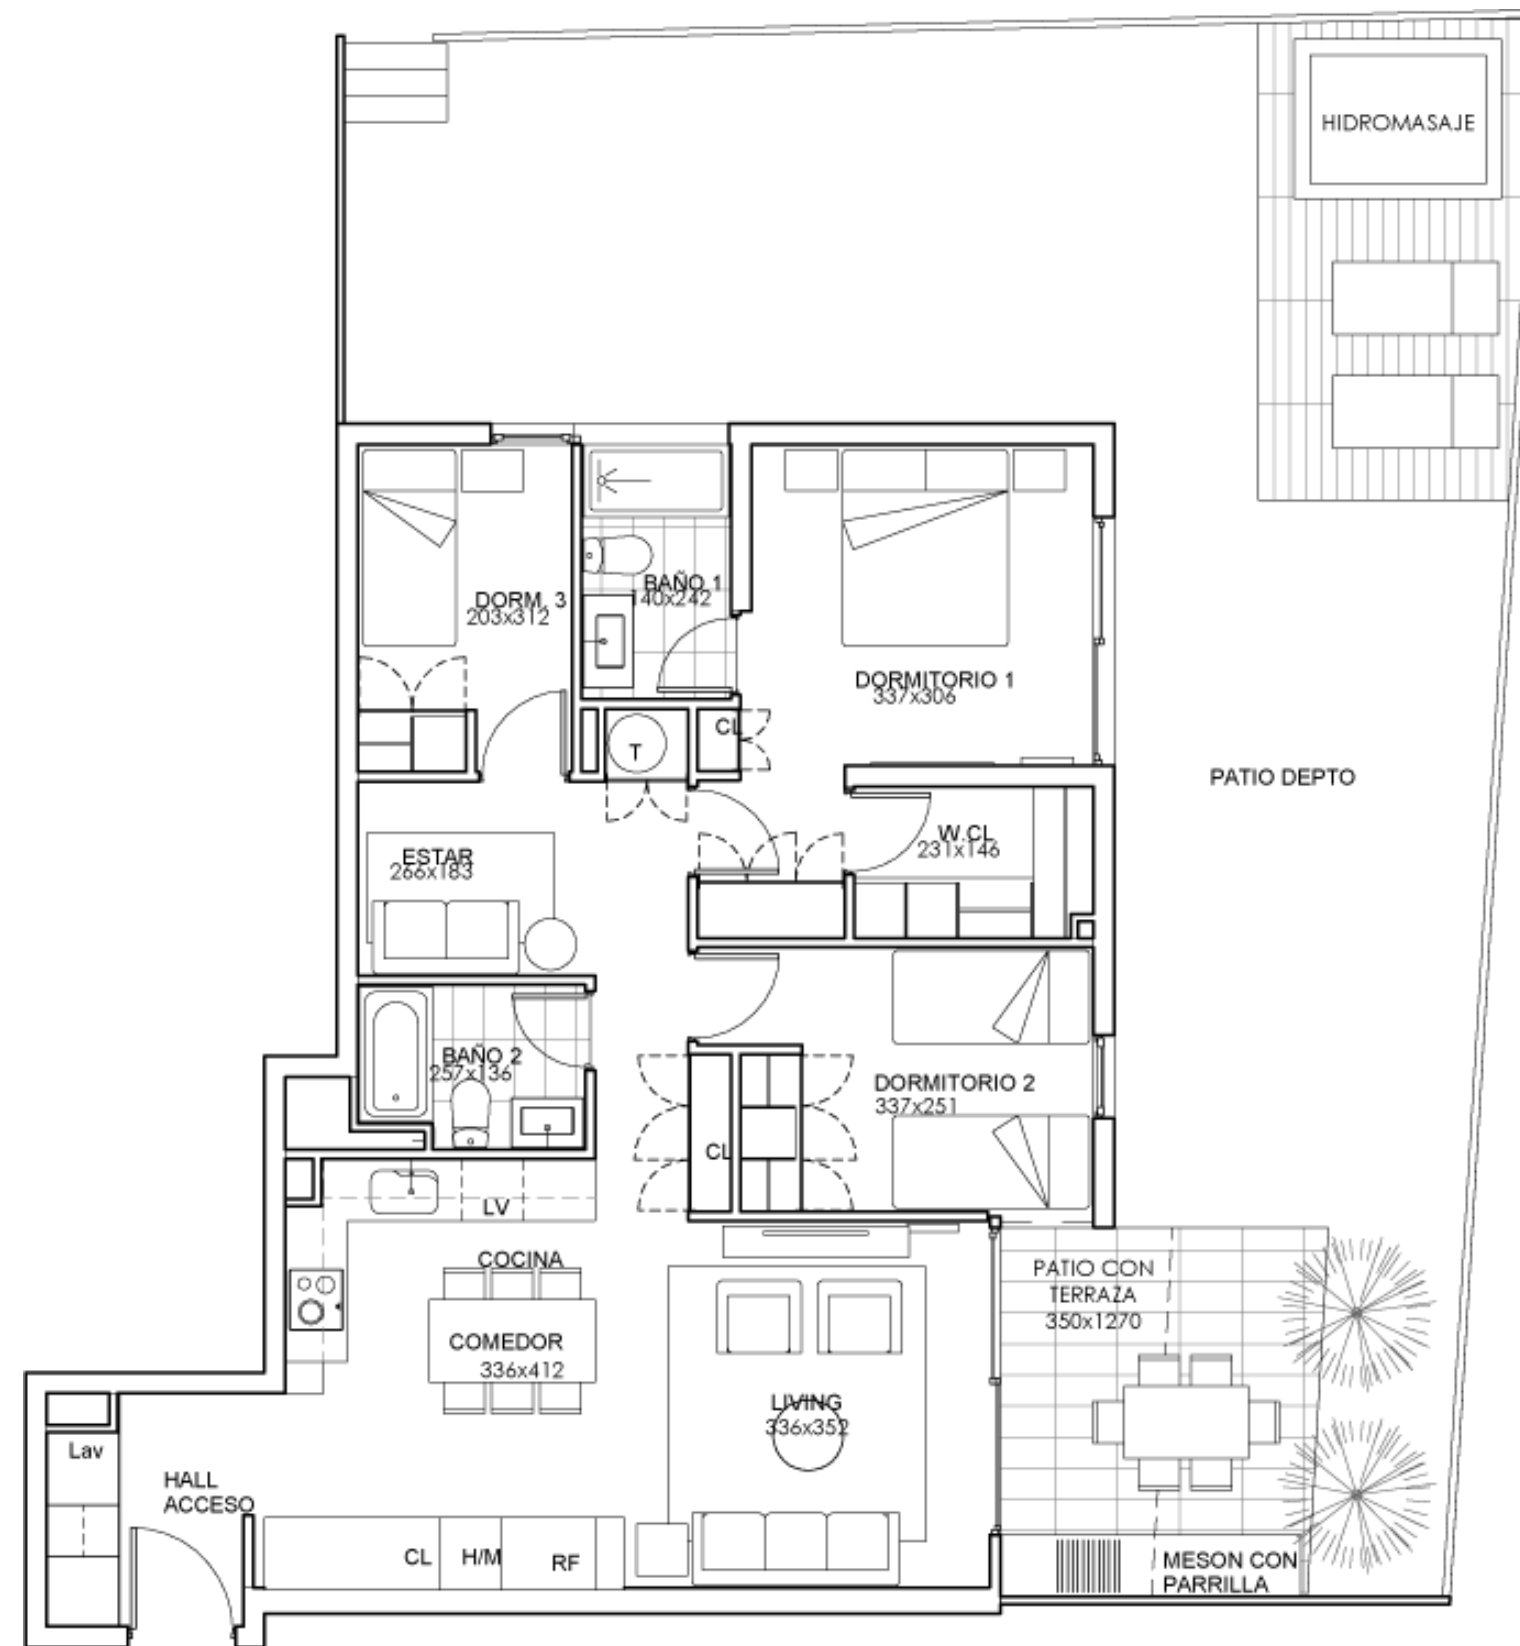 HIDROMASAJE
BAÑO 1
140x242
DORM. 3
203x312
DORMITORIO 1
337x306
CL
T
PATIO DEPTO
W.CL
231x146
ESTAR
266x183
BAÑO 2
257x136
DORMITORIO 2
337x251
CL
LV
COCINA
PATIO CON
TERRAZA
350x1270
COMEDOR
336x412
LIVING
336x352
Lav
HALL
ACCESO
CL
H/M
RF
MESON CON
PARRILLA